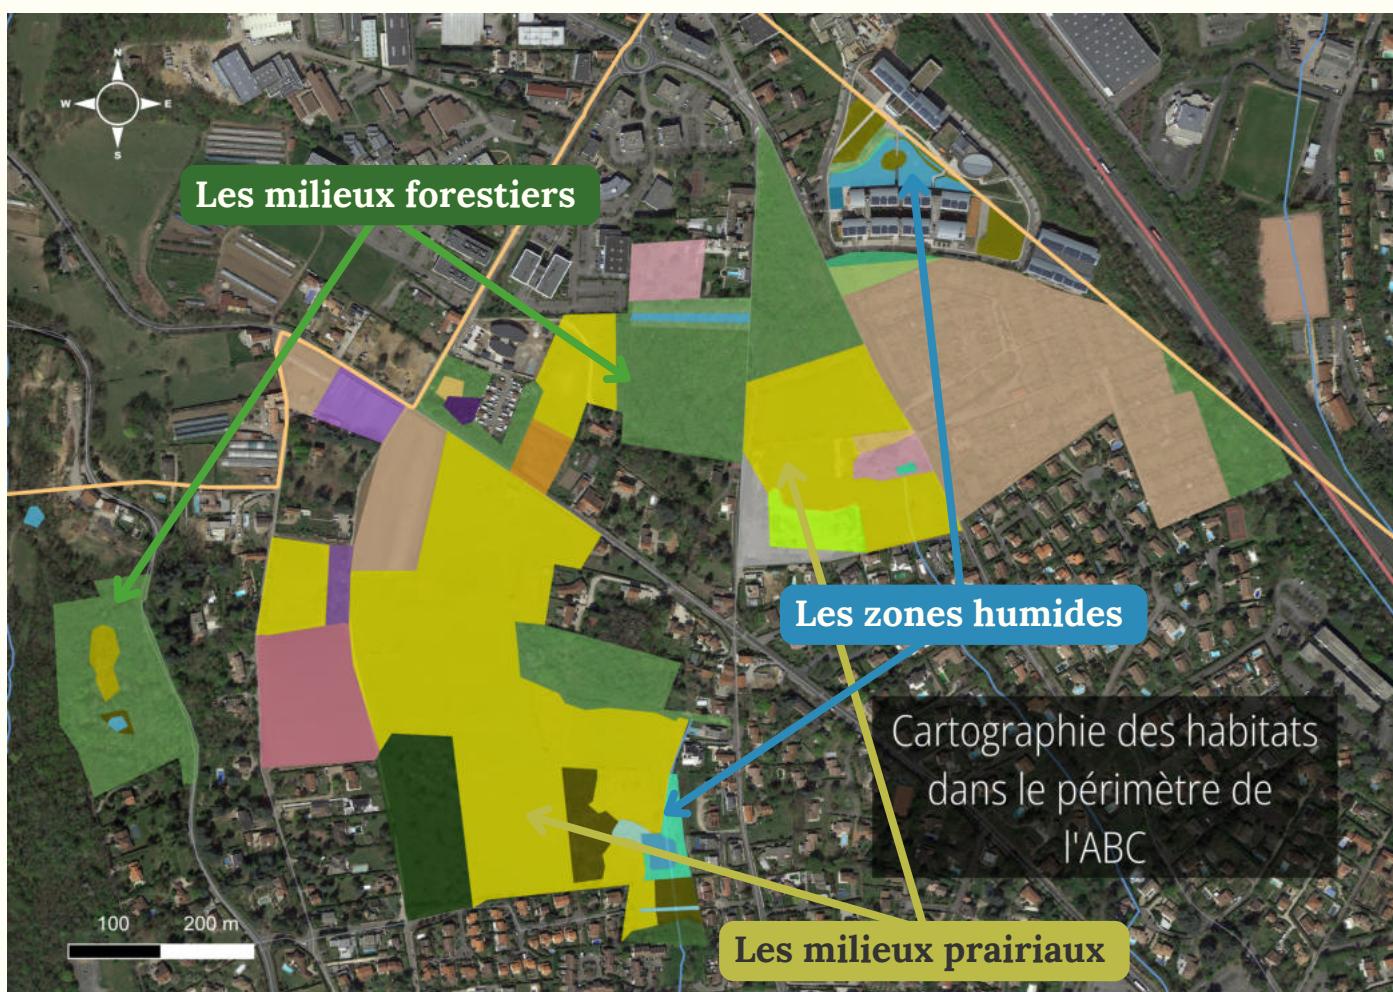 N
W E
S
Les milieux forestiers
Les zones humides
Cartographie des habitats
dans le périmètre de
l'ABC
100 200 m
Les milieux prairiaux